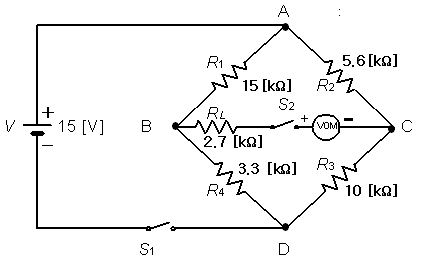 A :
R1 5.6 [kΩ]
15 [kΩ] R2
S2
V + 15 [V] −
B RL + VOM − C
2.7 [kΩ]
3.3 [kΩ] R3
R4 10 [kΩ]
S1 D